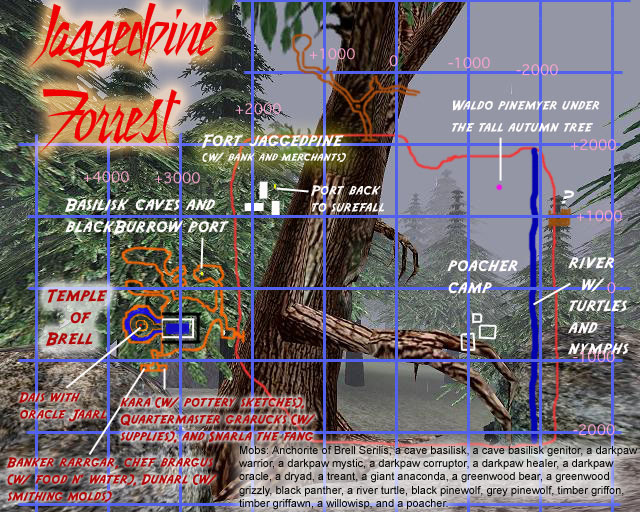 Jaggedpine
Forrest
+1000
0
-1000
-2000
+2000
+4000
+3000
WALDO PINEMYER UNDER
THE TALL AUTUMN TREE
FORT JAGGEDPINE
(W/ BANK AND MERCHANTS)
+2000
PORT BACK
TO SUREFALL
BASILISK CAVES AND
BLACKBURROW PORT
?
+1000
POACHER
CAMP
RIVER
W/
TURTLES
AND
NYMPHS
0
TEMPLE
OF
BRELL
-1000
DAIS WITH
ORACLE JAARL
KARA (W/ POTTERY SKETCHES),
QUARTERMASTER GRARUCKS (W/
SUPPLIES), AND SNARLA THE FANG
-2000
BANKER RARRGAR, CHEF BRARGUS
(W/ FOOD N' WATER), DUNARL (W/
SMITHING MOLDS)
Mobs: Anchorite of Brell Serilis, a cave basilisk, a cave basilisk genitor, a darkpaw
warrior, a darkpaw mystic, a darkpaw corruptor, a darkpaw healer, a darkpaw
oracle, a dryad, a treant, a giant anaconda, a greenwood bear, a greenwood
grizzly, black panther, a river turtle, black pinewolf, grey pinewolf, timber griffon,
timber griffawn, a willowisp, and a poacher.